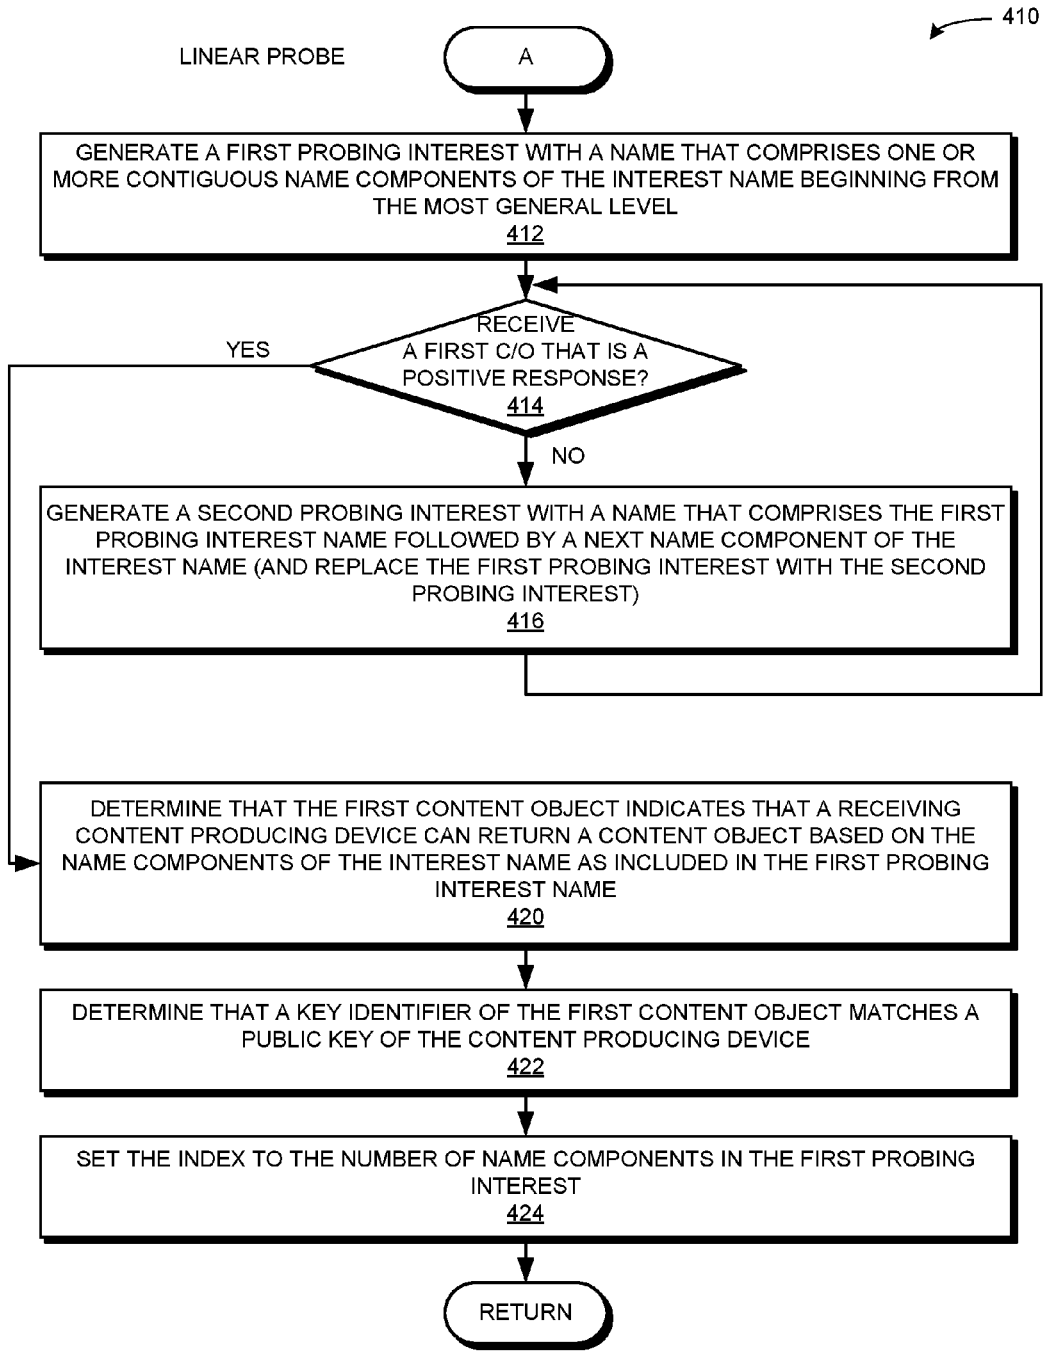 410
LINEAR PROBE
A
GENERATE A FIRST PROBING INTEREST WITH A NAME THAT COMPRISES ONE OR
MORE CONTIGUOUS NAME COMPONENTS OF THE INTEREST NAME BEGINNING FROM
THE MOST GENERAL LEVEL
412
RECEIVE
A FIRST C/O THAT IS A
POSITIVE RESPONSE?
414
YES
NO
GENERATE A SECOND PROBING INTEREST WITH A NAME THAT COMPRISES THE FIRST
PROBING INTEREST NAME FOLLOWED BY A NEXT NAME COMPONENT OF THE
INTEREST NAME (AND REPLACE THE FIRST PROBING INTEREST WITH THE SECOND
PROBING INTEREST)
416
DETERMINE THAT THE FIRST CONTENT OBJECT INDICATES THAT A RECEIVING
CONTENT PRODUCING DEVICE CAN RETURN A CONTENT OBJECT BASED ON THE
NAME COMPONENTS OF THE INTEREST NAME AS INCLUDED IN THE FIRST PROBING
INTEREST NAME
420
DETERMINE THAT A KEY IDENTIFIER OF THE FIRST CONTENT OBJECT MATCHES A
PUBLIC KEY OF THE CONTENT PRODUCING DEVICE
422
SET THE INDEX TO THE NUMBER OF NAME COMPONENTS IN THE FIRST PROBING
INTEREST
424
RETURN